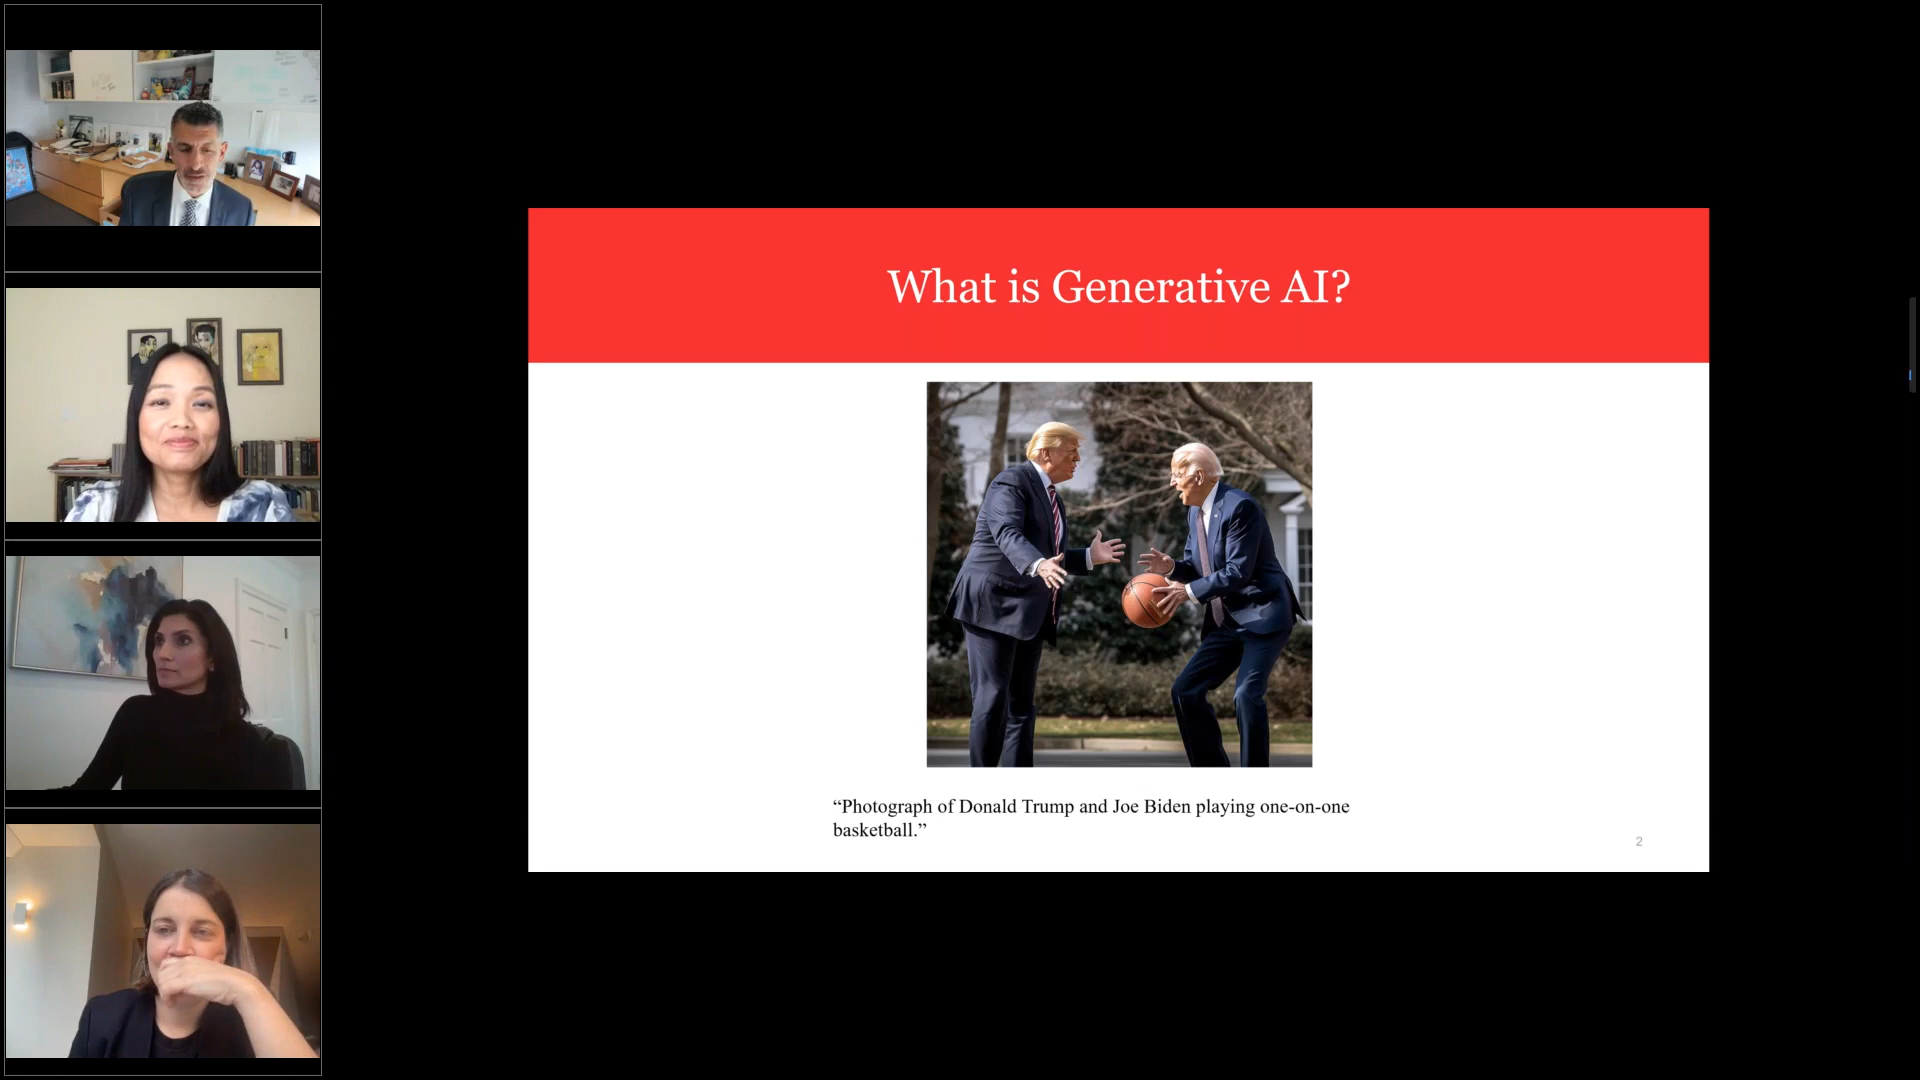 What is Generative AI?
“Photograph of Donald Trump and Joe Biden playing one-on-one
basketball.”
2